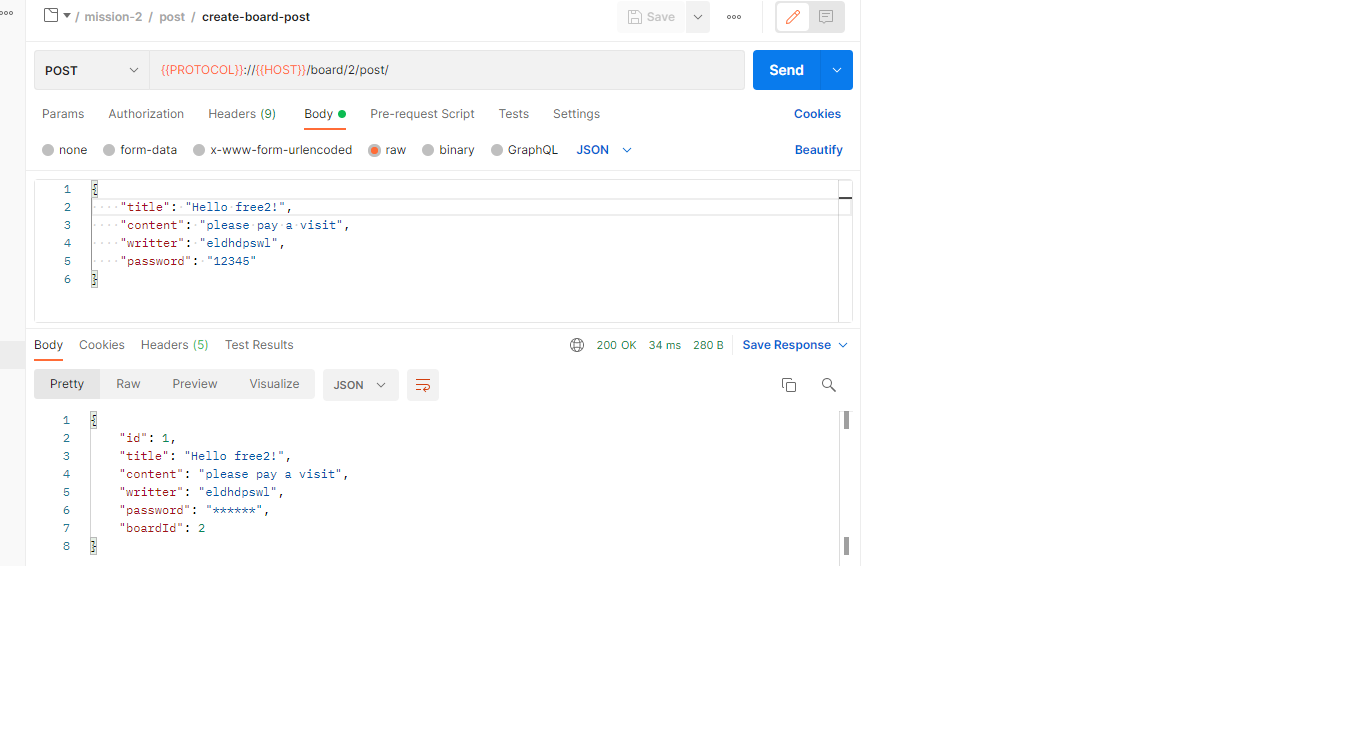 / mission-2 / post / create-board-post
Save
POST
{{PROTOCOL}}://{{HOST}}/board/2/post/
Send
Params Authorization Headers (9) Body Pre-request Script Tests Settings Cookies
none form-data x-www-form-urlencoded raw binary GraphQL JSON Beautify
1 {
2 "title": "Hello free2!",
3 "content": "please pay a visit",
4 "writter": "eldhdpswl",
5 "password": "12345"
6 }
Body Cookies Headers (5) Test Results 200 OK 34 ms 280 B Save Response
Pretty Raw Preview Visualize JSON
1 {
2 "id": 1,
3 "title": "Hello free2!",
4 "content": "please pay a visit",
5 "writter": "eldhdpswl",
6 "password": "******",
7 "boardId": 2
8 }